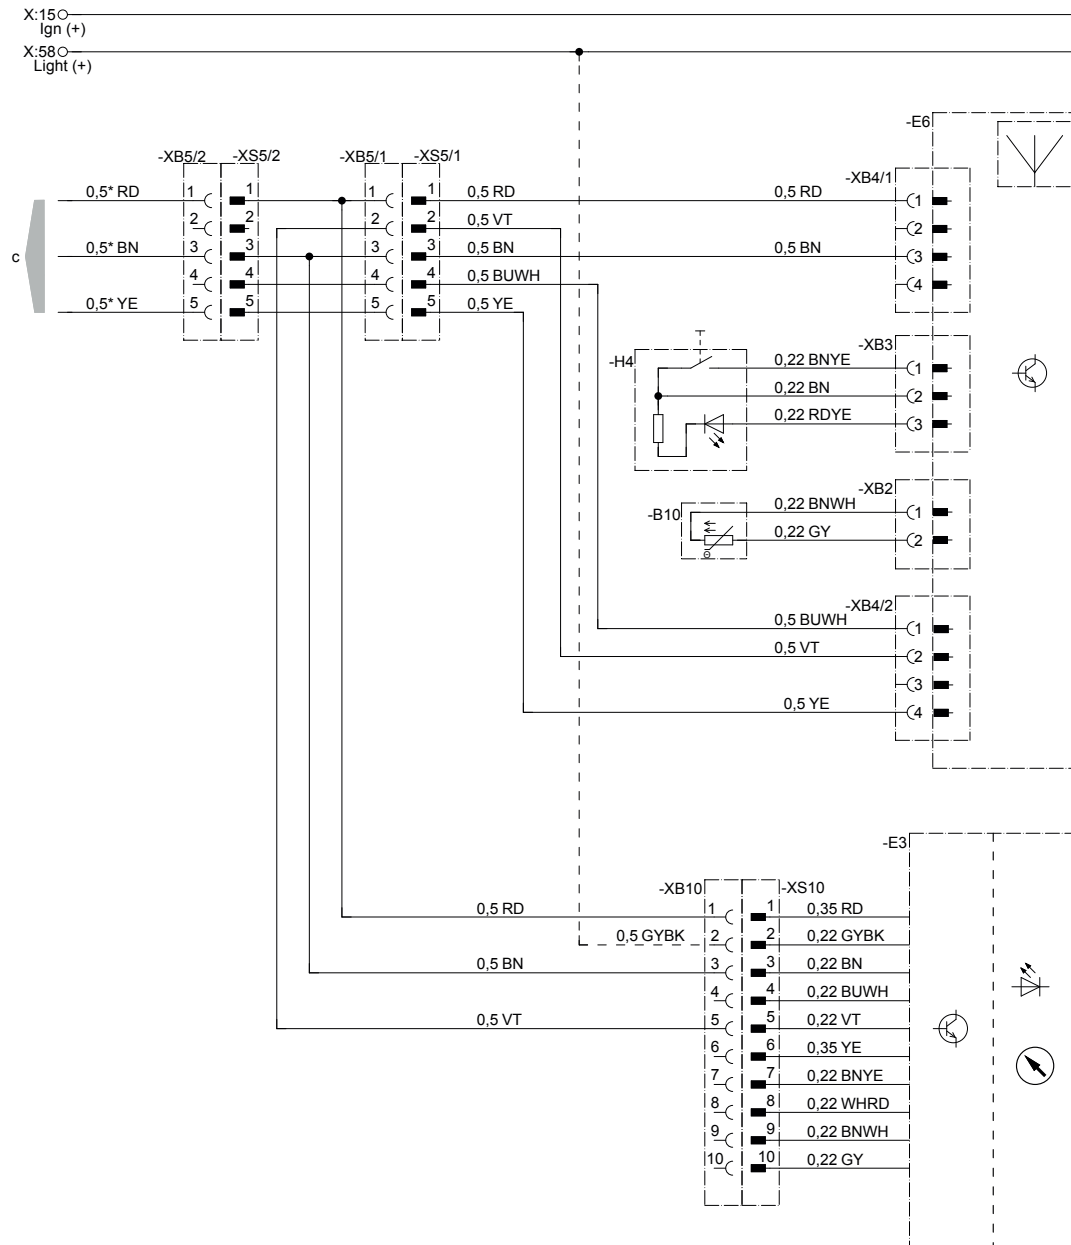 X:15
Ign (+)
X:58
Light (+)
-E6
-XB5/2 -XS5/2 -XB5/1 -XS5/1
-XB4/1
0,5* RD 1 1 1 1 0,5 RD 0,5 RD 1
2 2 2 2 0,5 VT 2
c 0,5* BN 3 3 3 3 0,5 BN 0,5 BN 3
4 4 4 4 0,5 BUWH 4
0,5* YE 5 5 5 5 0,5 YE
-XB3
-H4 0,22 BNYE 1
0,22 BN 2
0,22 RDYE 3
-XB2
-B10 0,22 BNWH 1
0,22 GY 2
-XB4/2
0,5 BUWH 1
0,5 VT 2
3
0,5 YE 4
-E3
-XB10 -XS10
0,5 RD 1 1 0,35 RD
0,5 GYBK 2 2 0,22 GYBK
0,5 BN 3 3 0,22 BN
4 4 0,22 BUWH
0,5 VT 5 5 0,22 VT
6 6 0,35 YE
7 7 0,22 BNYE
8 8 0,22 WHRD
9 9 0,22 BNWH
10 10 0,22 GY